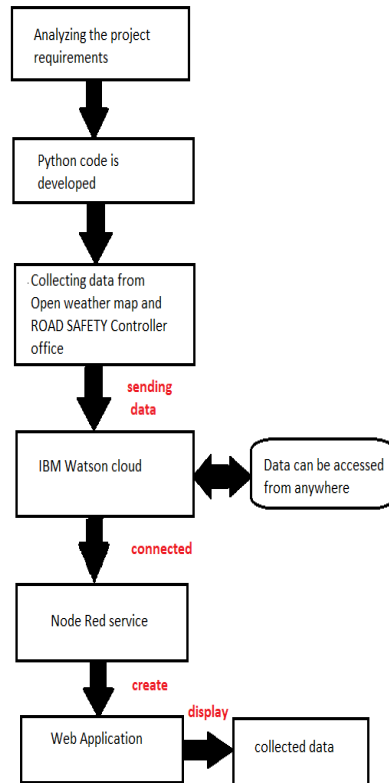 Analyzing the project
requirements
Python code is
developed
Collecting data from
Open weather map and
ROAD SAFETY Controller
office
sending
data
IBM Watson cloud
Data can be accessed
from anywhere
connected
Node Red service
create
display
Web Application
collected data